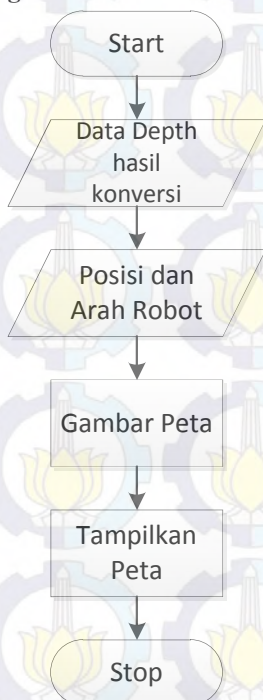 Start
Data Depth
hasil
konversi
Posisi dan
Arah Robot
Gambar Peta
Tampilkan
Peta
Stop